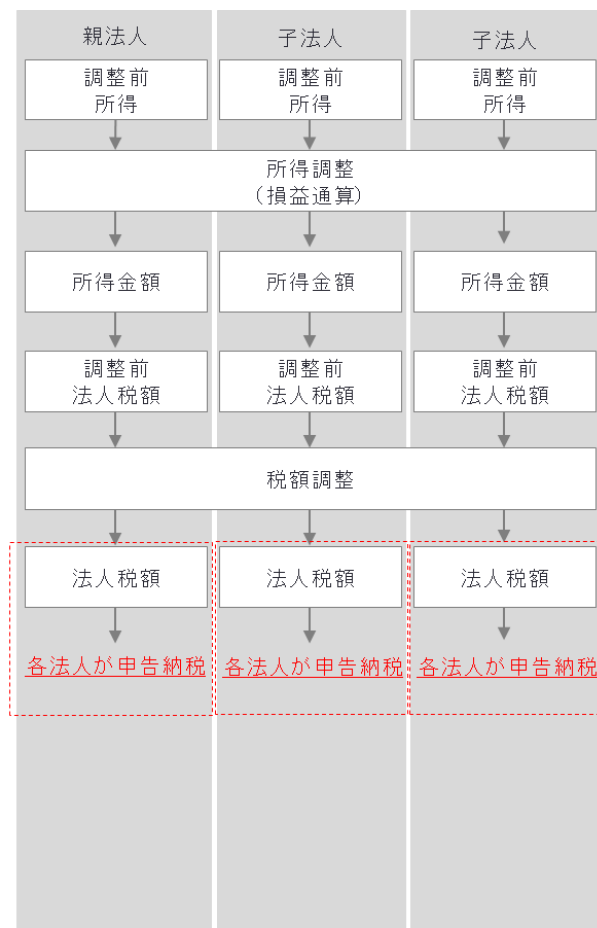 親法人
子法人
子法人
調整前
所得
調整前
所得
調整前
所得
所得調整
（損益通算）
所得金額
所得金額
所得金額
調整前
法人税額
調整前
法人税額
調整前
法人税額
税額調整
法人税額
法人税額
法人税額
各法人が申告納税
各法人が申告納税
各法人が申告納税